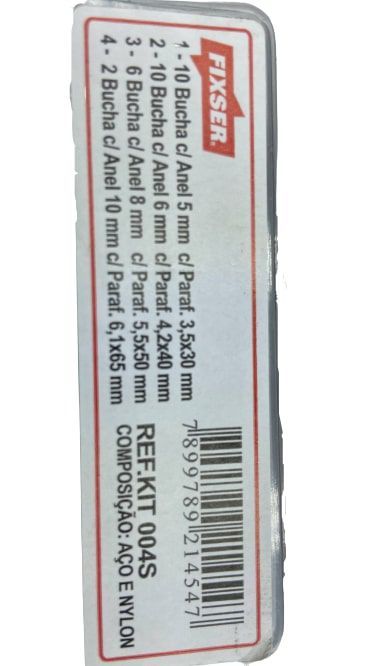 FIXSER.
1 - 10 Bucha c/ Anel 5 mm c/ Paraf. 3,5x30 mm
2 - 10 Bucha c/ Anel 6 mm c/ Paraf. 4,2x40 mm
3 - 6 Bucha c/ Anel 8 mm c/ Paraf. 5,5x50 mm
4 - 2 Bucha c/ Anel 10 mm c/ Paraf. 6,1x65 mm
7899789214547
REF.KIT 004S
COMPOSIÇÃO: AÇO E NYLON